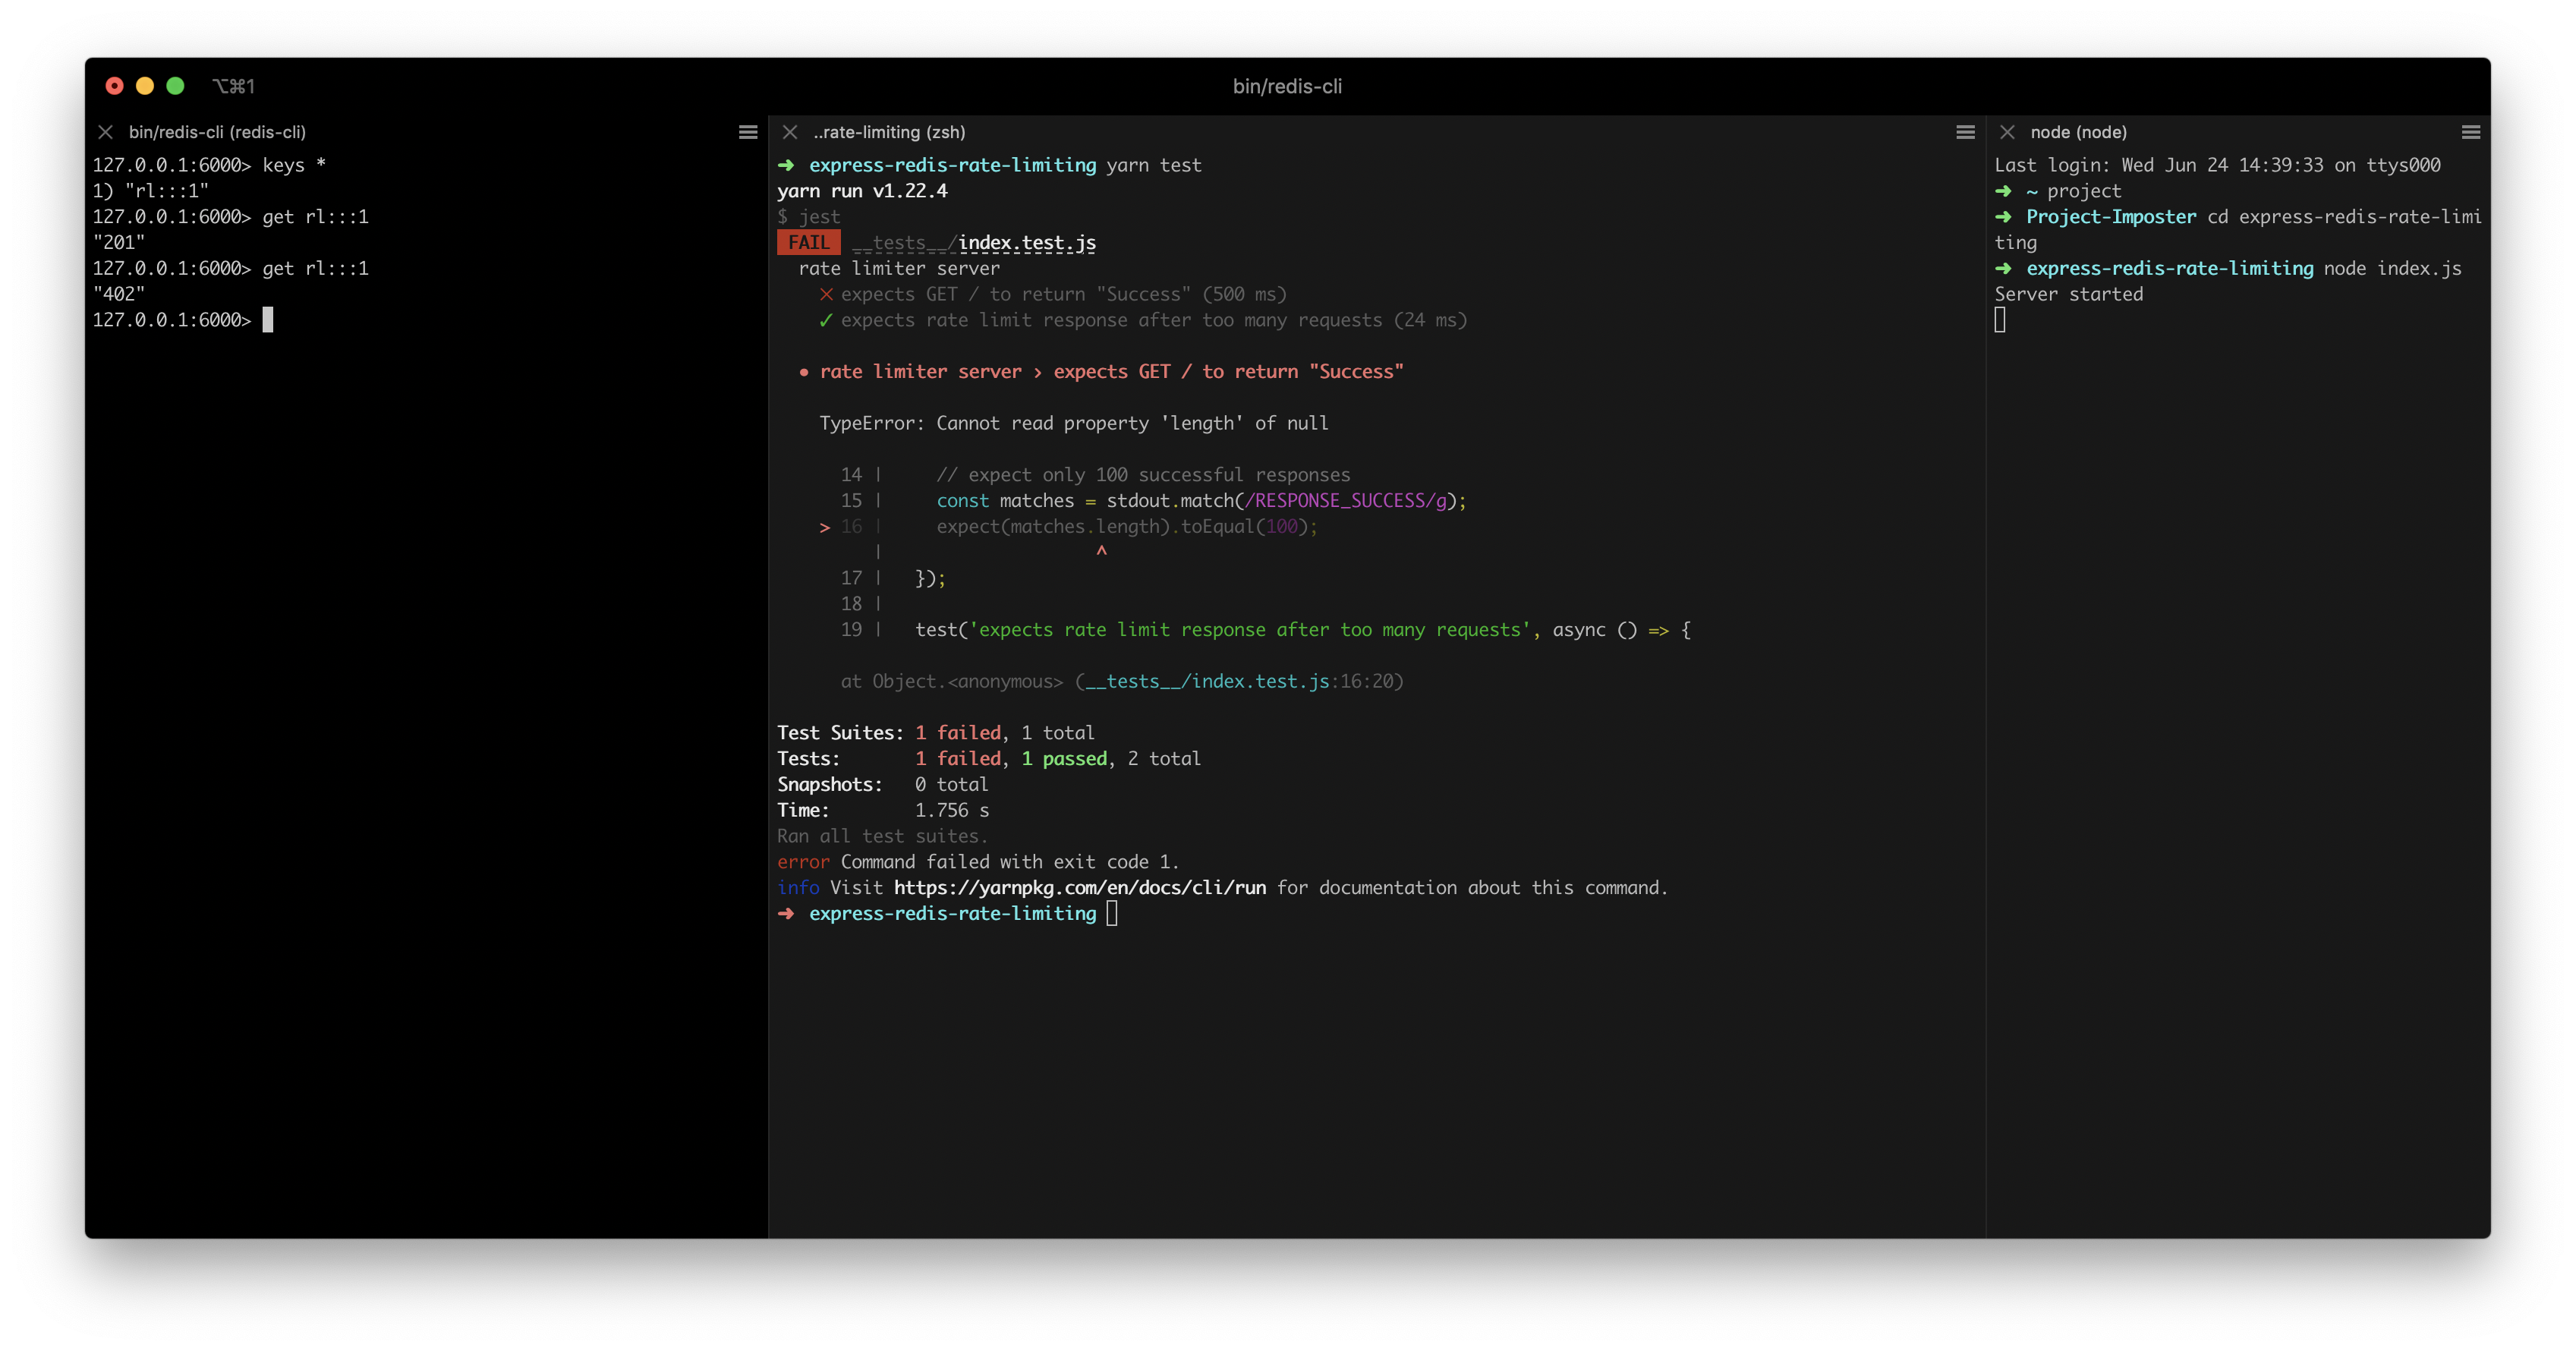 ⌥⌘1
bin/redis-cli
bin/redis-cli (redis-cli)
127.0.0.1:6000> keys *
1) "rl:::1"
127.0.0.1:6000> get rl:::1
"201"
127.0.0.1:6000> get rl:::1
"402"
127.0.0.1:6000>
..rate-limiting (zsh)
➜ express-redis-rate-limiting yarn test
yarn run v1.22.4
$ jest
FAIL __tests__/index.test.js
rate limiter server
✕ expects GET / to return "Success" (500 ms)
✓ expects rate limit response after too many requests (24 ms)
● rate limiter server › expects GET / to return "Success"
TypeError: Cannot read property 'length' of null
14 | // expect only 100 successful responses
15 | const matches = stdout.match(/RESPONSE_SUCCESS/g);
> 16 | expect(matches.length).toEqual(100);
| ^
17 | });
18 |
19 | test('expects rate limit response after too many requests', async () => {
at Object.<anonymous> (__tests__/index.test.js:16:20)
Test Suites: 1 failed, 1 total
Tests: 1 failed, 1 passed, 2 total
Snapshots: 0 total
Time: 1.756 s
Ran all test suites.
error Command failed with exit code 1.
info Visit https://yarnpkg.com/en/docs/cli/run for documentation about this command.
➜ express-redis-rate-limiting
node (node)
Last login: Wed Jun 24 14:39:33 on ttys000
➜ ~ project
➜ Project-Imposter cd express-redis-rate-limi
ting
➜ express-redis-rate-limiting node index.js
Server started